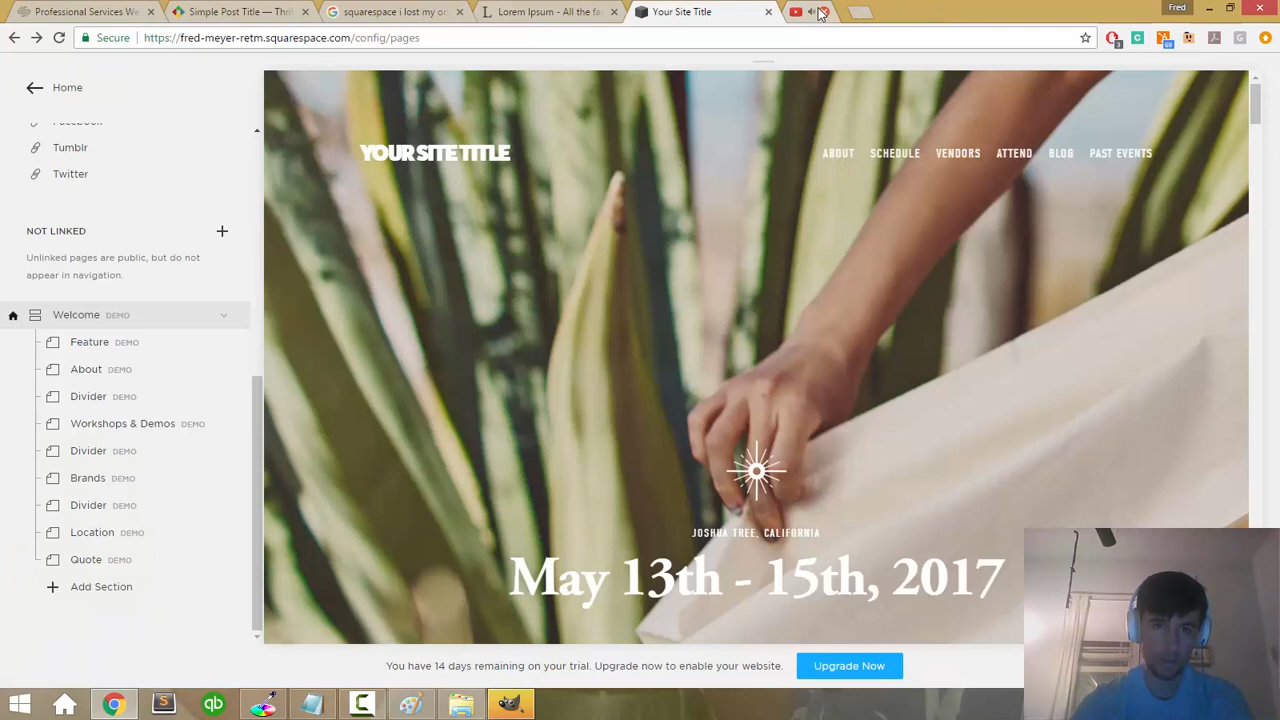 Professional Services We
Simple Post Title — Thri
squarespace i lost my o
Lorem Ipsum - All the fa
Your Site Title
Fred
Secure
https://fred-meyer-retm.squarespace.com/config/pages
Home
Facebook
Tumblr
Twitter
NOT LINKED
Unlinked pages are public, but do not
appear in navigation.
Welcome DEMO
Feature DEMO
About DEMO
Divider DEMO
Workshops & Demos DEMO
Divider DEMO
Brands DEMO
Divider DEMO
Location DEMO
Quote DEMO
Add Section
YOUR SITE TITLE
ABOUT SCHEDULE VENDORS ATTEND BLOG PAST EVENTS
JOSHUA TREE, CALIFORNIA
May 13th - 15th, 2017
You have 14 days remaining on your trial. Upgrade now to enable your website.
Upgrade Now